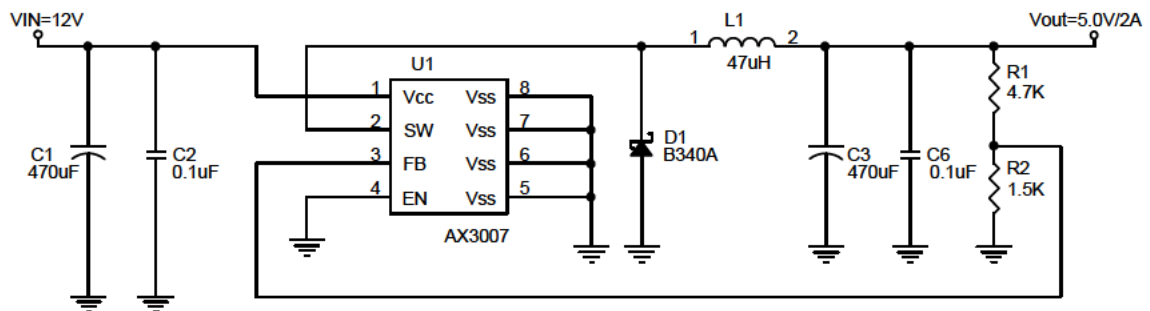 VIN=12V
L1
Vout=5.0V/2A
1
2
47uH
U1
R1
4.7K
1
Vcc
Vss
8
2
SW
Vss
7
3
FB
Vss
6
4
EN
Vss
5
AX3007
C1
470uF
C2
0.1uF
D1
B340A
C3
470uF
C6
0.1uF
R2
1.5K